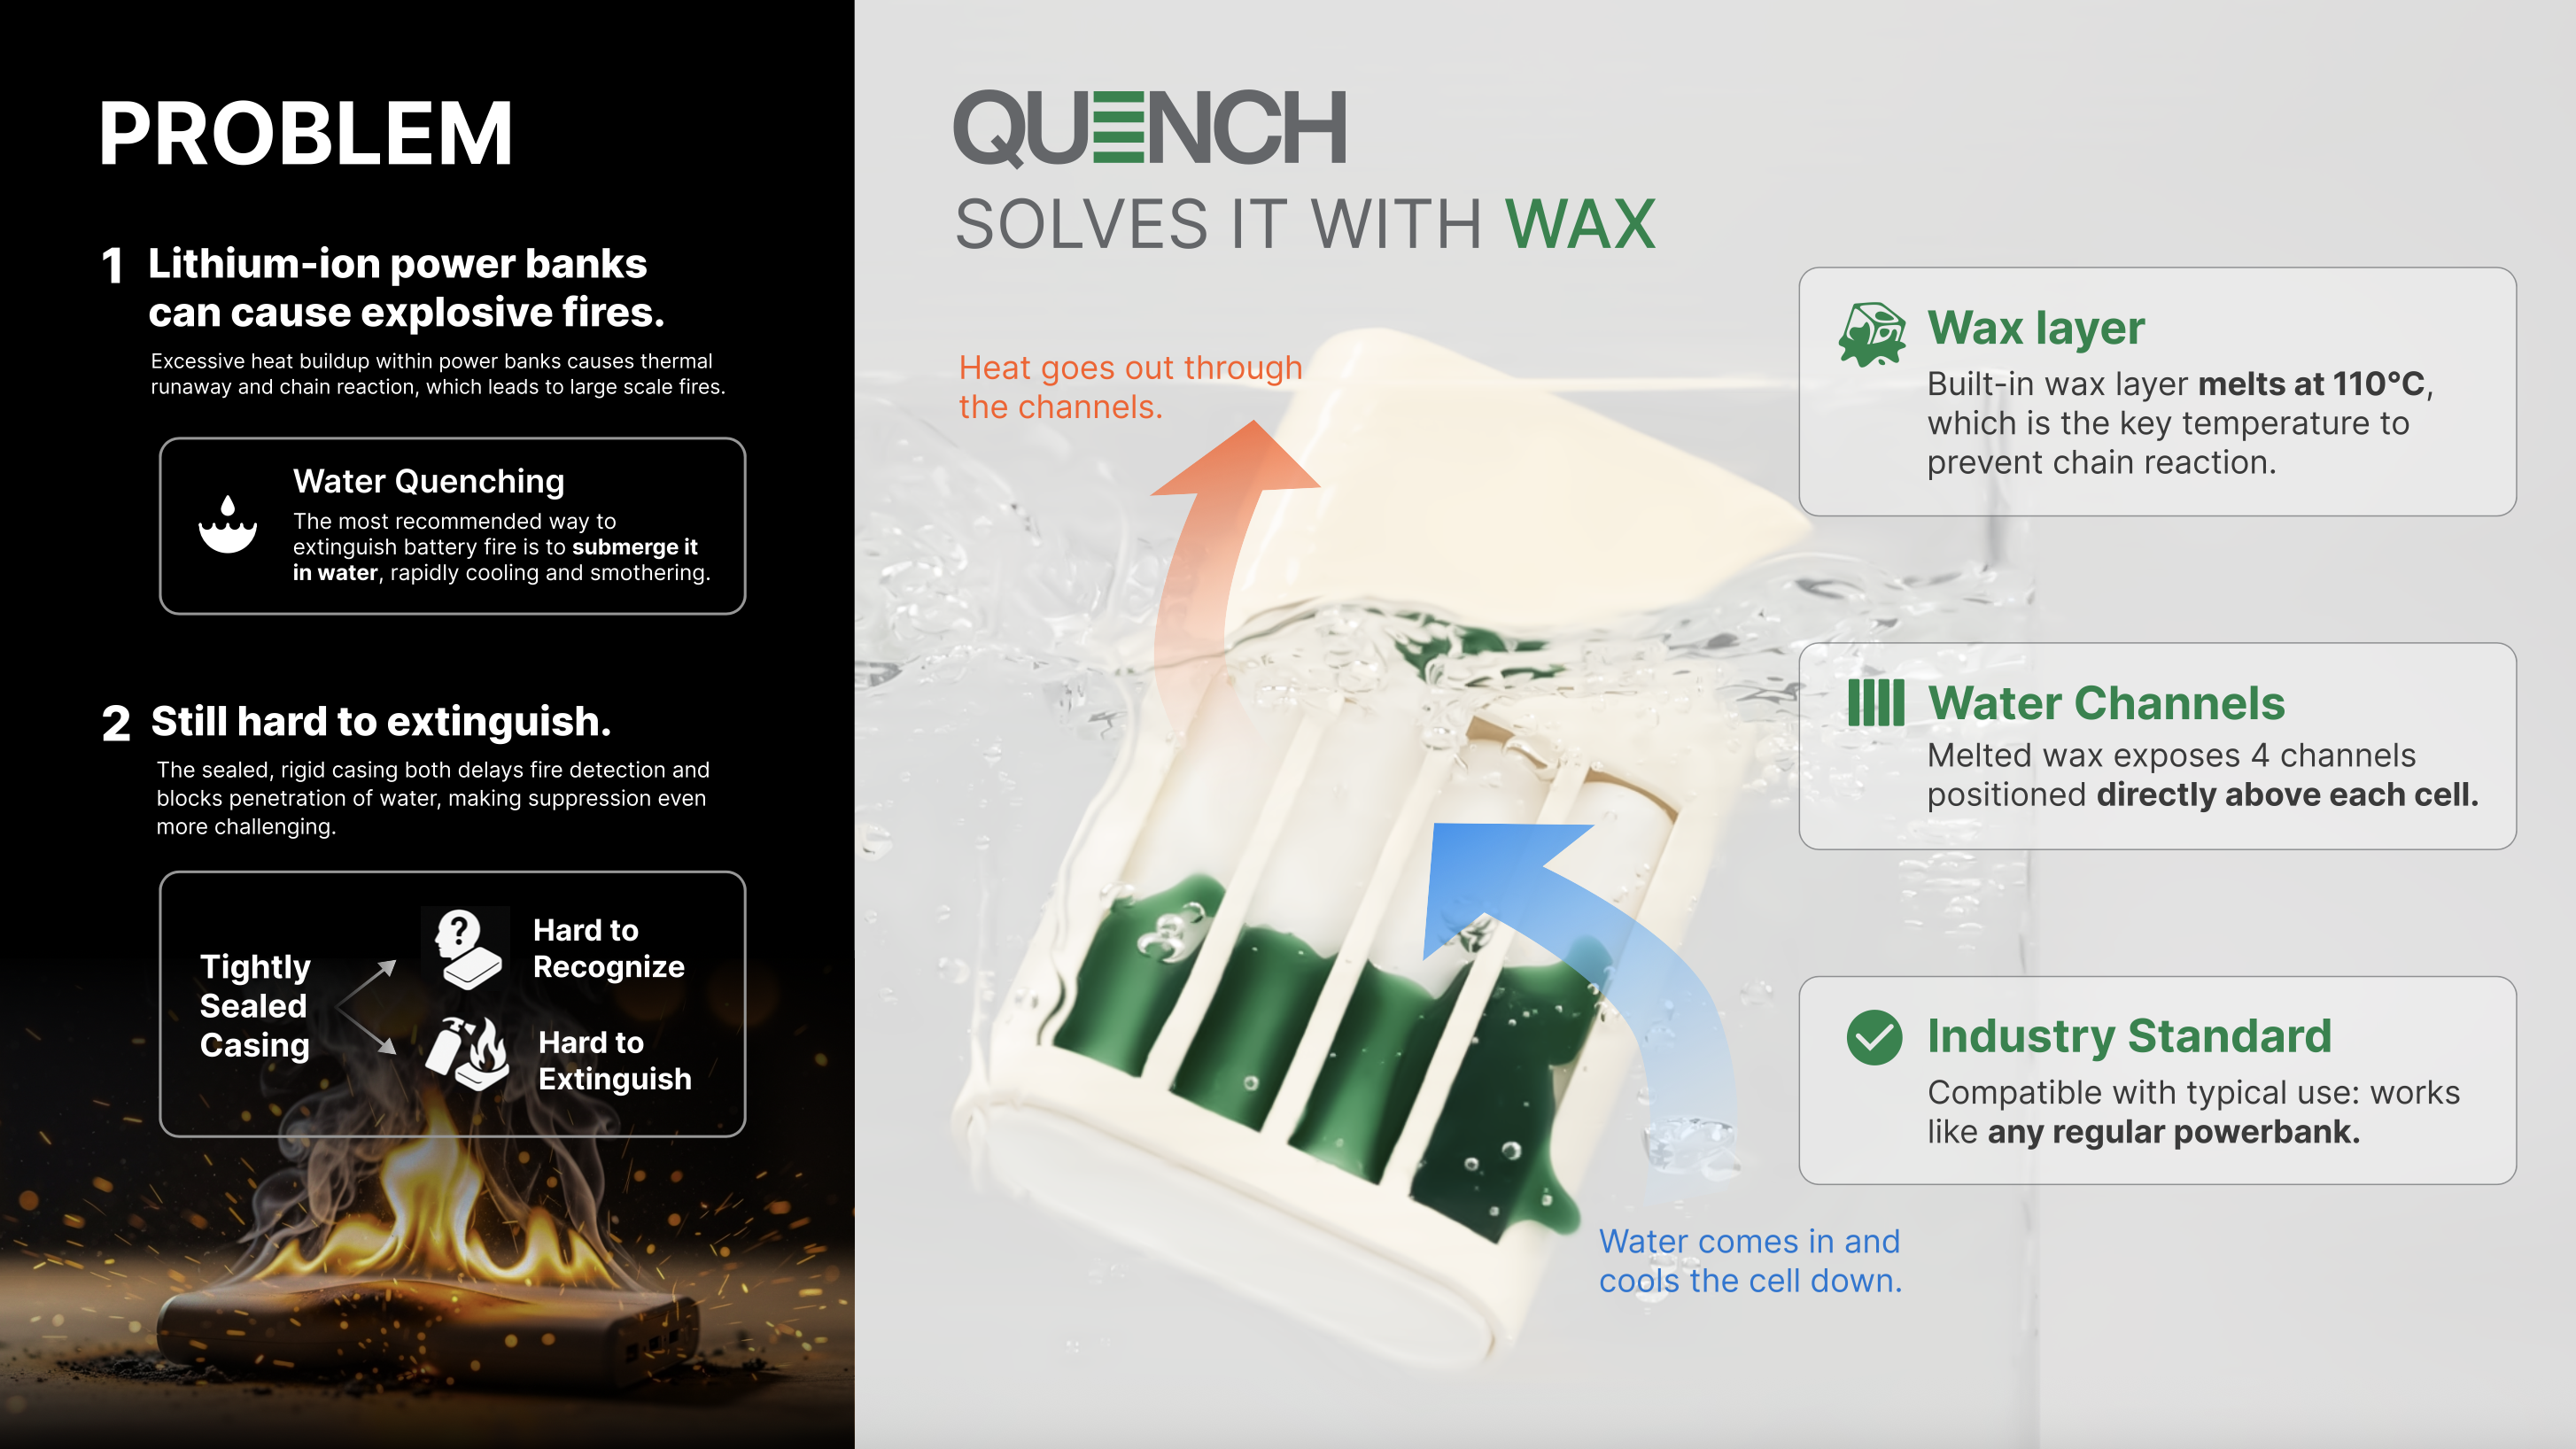 PROBLEM
1 Lithium-ion power banks
can cause explosive fires.
Excessive heat buildup within power banks causes thermal
runaway and chain reaction, which leads to large scale fires.
Water Quenching
The most recommended way to
extinguish battery fire is to submerge it
in water, rapidly cooling and smothering.
2 Still hard to extinguish.
The sealed, rigid casing both delays fire detection and
blocks penetration of water, making suppression even
more challenging.
Tightly
Sealed
Casing
?
Hard to
Recognize
Hard to
Extinguish
QUENCH
SOLVES IT WITH WAX
Heat goes out through
the channels.
Water comes in and
cools the cell down.
Wax layer
Built-in wax layer melts at 110°C,
which is the key temperature to
prevent chain reaction.
Water Channels
Melted wax exposes 4 channels
positioned directly above each cell.
Industry Standard
Compatible with typical use: works
like any regular powerbank.